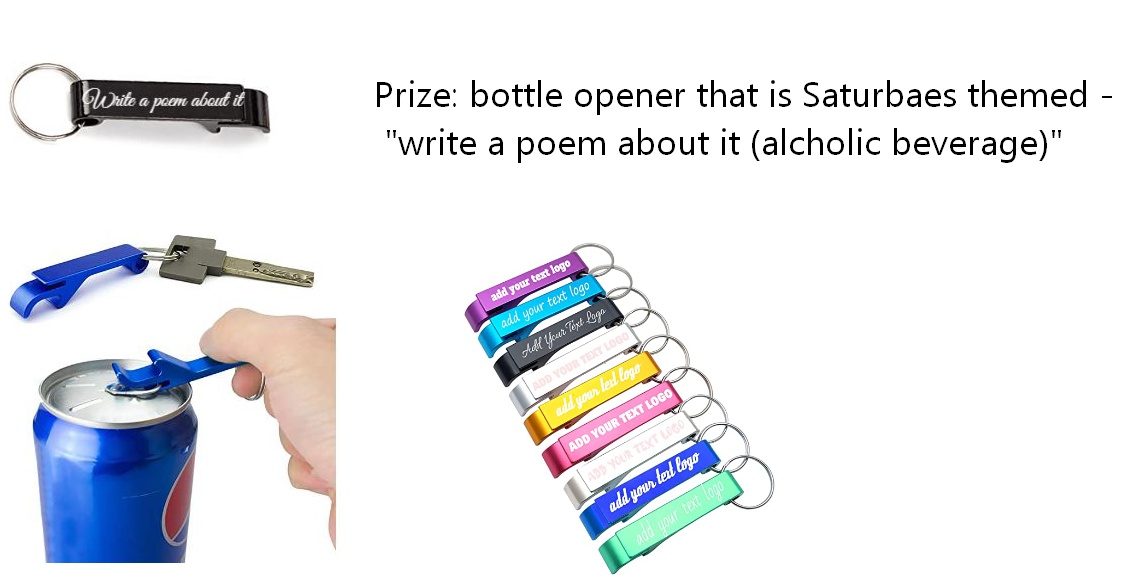 Write a poem about it
Prize: bottle opener that is Saturbaes themed -
"write a poem about it (alcholic beverage)"
add your text logo
add your text logo
Add Your Text Logo
ADD YOUR TEXT LOGO
add your text logo
ADD YOUR TEXT LOGO
ADD YOUR TEXT LOGO
add your text logo
add your text logo